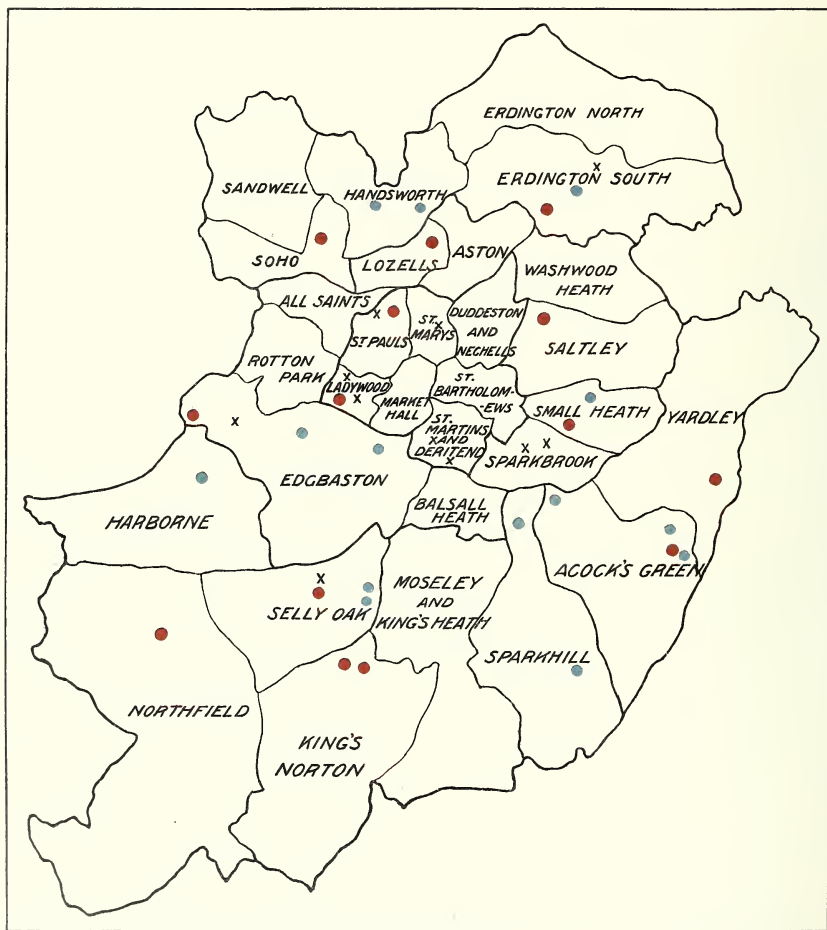 ERDINGTON NORTH
x
ERDINGTON SOUTH
SANDWELL
HANDSWORTH
SOHO
LOZELLS
ASTON
WASHWOOD
HEATH
ALL SAINTS
x
ST. PAULS
ST.
x
MARYS
DUDDESTON
AND
NECHELLS
SALTLEY
ROTTON
PARK
x
LADYWOOD
x
MARKET
HALL
ST.
BARTHOLOM-
-EWS
SMALL HEATH
YARDLEY
x
ST.
MARTINS
x AND
DERITEND
x
x x
SPARKBROOK
EDGBASTON
HARBORNE
BALSALL
HEATH
ACOCK'S GREEN
x
SELLY OAK
MOSELEY
AND
KING'S HEATH
SPARKHILL
NORTHFIELD
KING'S
NORTON